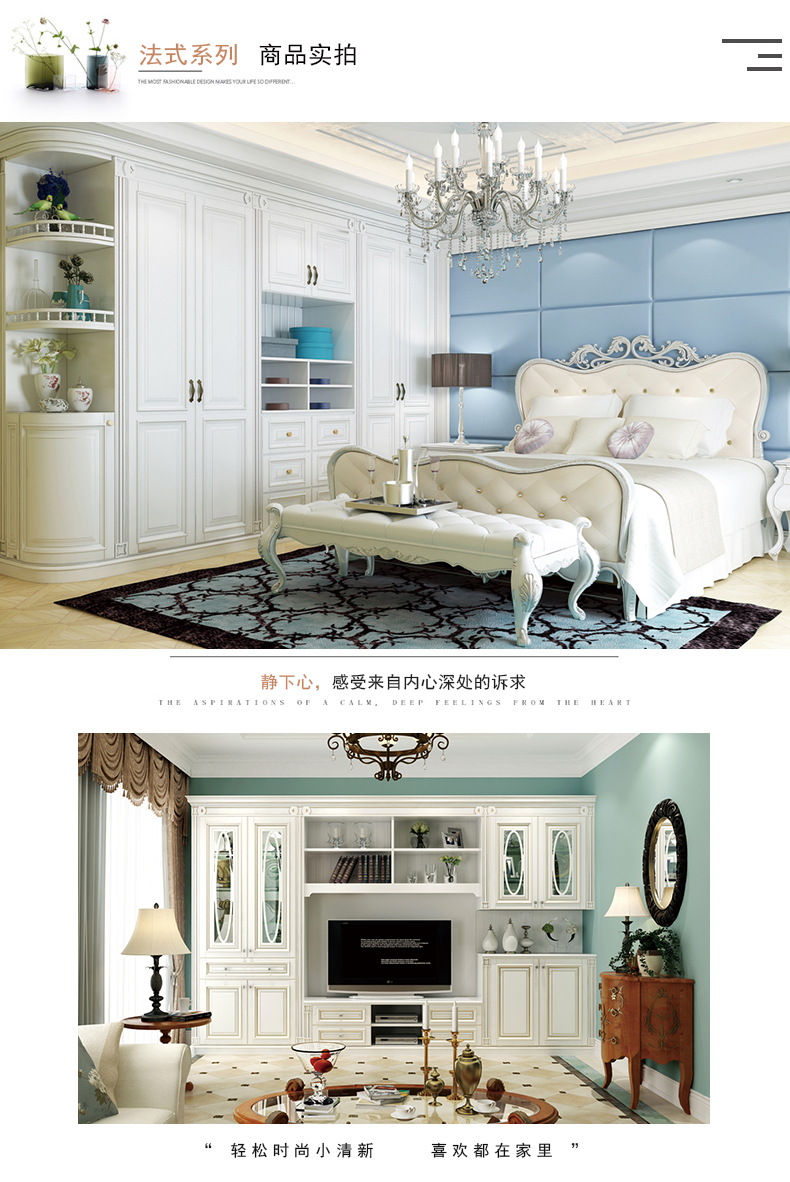 法式系列 商品实拍
THE MOST FASHIONABLE DESIGN MAKES YOUR LIFE SO DIFFERENT...
静下心，感受来自内心深处的诉求
THE ASPIRATIONS OF A CALM, DEEP FEELINGS FROM THE HEART
“ 轻松时尚小清新 喜欢都在家里 ”